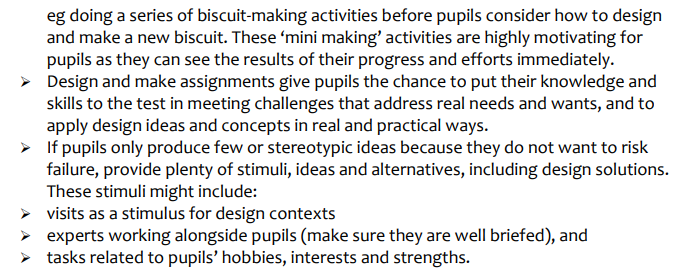 eg doing a series of biscuit-making activities before pupils consider how to design
and make a new biscuit. These ‘mini making’ activities are highly motivating for
pupils as they can see the results of their progress and efforts immediately.
➢ Design and make assignments give pupils the chance to put their knowledge and
skills to the test in meeting challenges that address real needs and wants, and to
apply design ideas and concepts in real and practical ways.
➢ If pupils only produce few or stereotypic ideas because they do not want to risk
failure, provide plenty of stimuli, ideas and alternatives, including design solutions.
These stimuli might include:
➢ visits as a stimulus for design contexts
➢ experts working alongside pupils (make sure they are well briefed), and
➢ tasks related to pupils’ hobbies, interests and strengths.